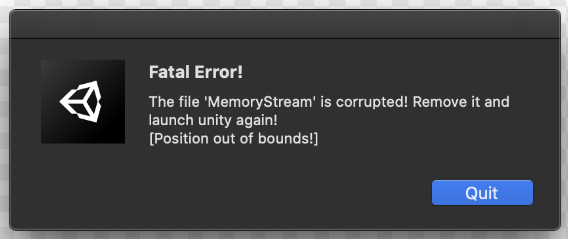 Fatal Error!
The file 'MemoryStream' is corrupted! Remove it and
launch unity again!
[Position out of bounds!]
Quit